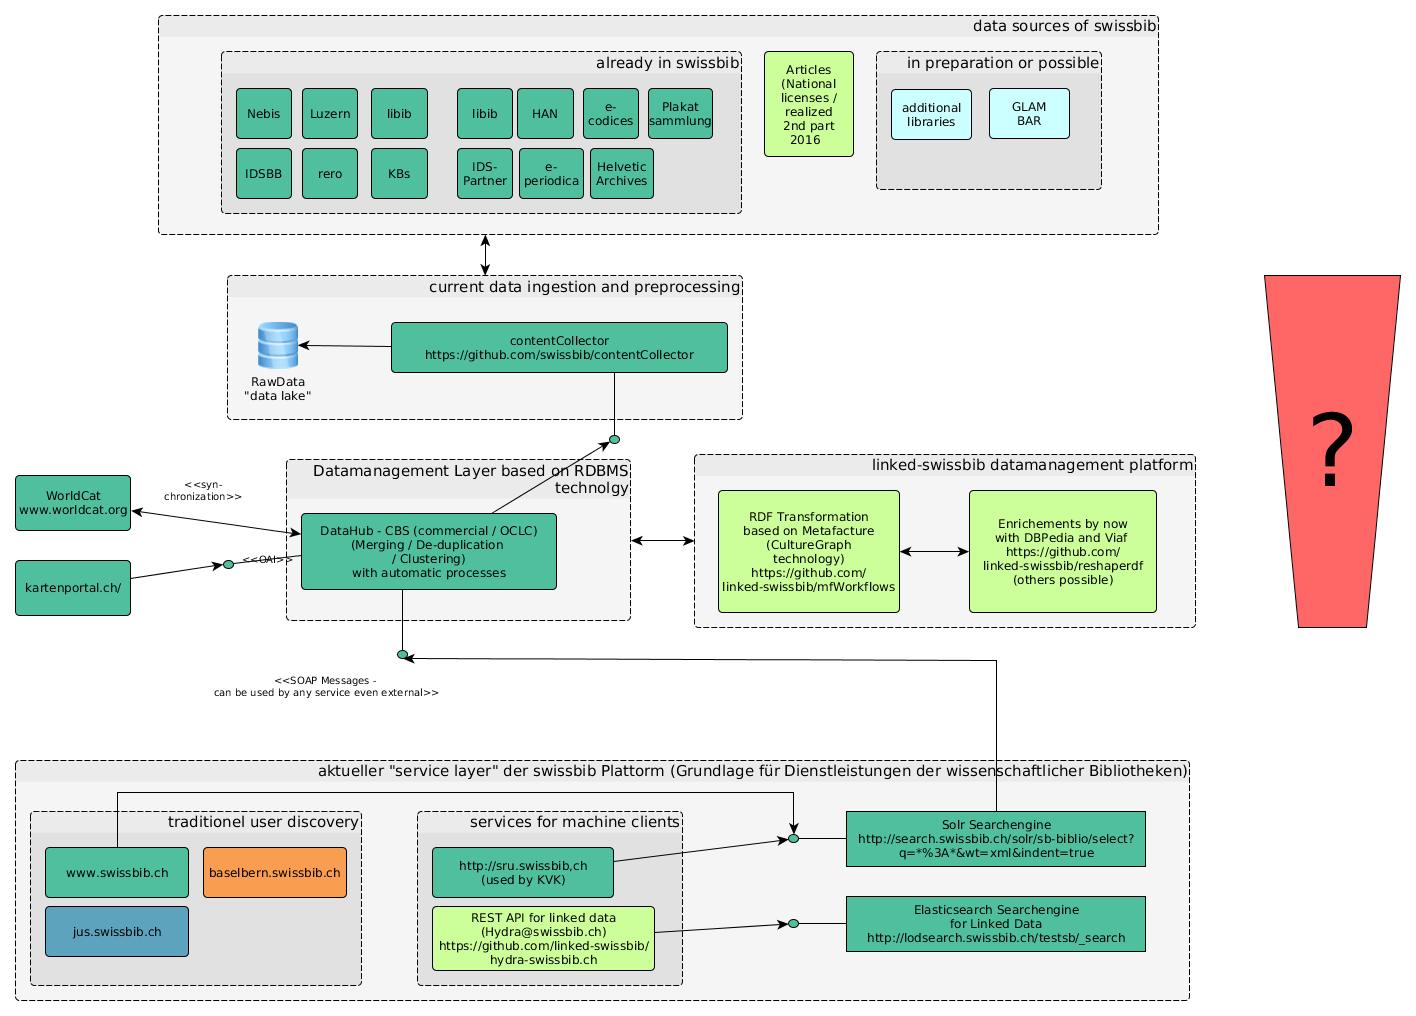 data sources of swissbib
already in swissbib
Nebis
Luzern
libib
libib
HAN
e-
codices
Plakat
sammlung
IDSBB
rero
KBs
IDS-
Partner
e-
periodica
Helvetic
Archives
Articles
(National
licenses /
realized
2nd part
2016
in preparation or possible
additional
libraries
GLAM
BAR
current data ingestion and preprocessing
RawData
"data lake"
contentCollector
https://github.com/swissbib/contentCollector
?
WorldCat
www.worldcat.org
<<syn-
chronization>>
kartenportal.ch/
<<OAI>>
Datamanagement Layer based on RDBMS
technolgy
DataHub - CBS (commercial / OCLC)
(Merging / De-duplication
/ Clustering)
with automatic processes
linked-swissbib datamanagement platform
RDF Transformation
based on Metafacture
(CultureGraph
technology)
https://github.com/
linked-swissbib/mfWorkflows
Enrichements by now
with DBPedia and Viaf
https://github.com/
linked-swissbib/reshaperdf
(others possible)
<<SOAP Messages -
can be used by any service even external>>
aktueller "service layer" der swissbib Plattorm (Grundlage für Dienstleistungen der wissenschaftlicher Bibliotheken)
traditionel user discovery
www.swissbib.ch
baselbern.swissbib.ch
jus.swissbib.ch
services for machine clients
http://sru.swissbib,ch
(used by KVK)
REST API for linked data
(Hydra@swissbib.ch)
https://github.com/linked-swissbib/
hydra-swissbib.ch
Solr Searchengine
http://search.swissbib.ch/solr/sb-biblio/select?
q=*%3A*&wt=xml&indent=true
Elasticsearch Searchengine
for Linked Data
http://lodsearch.swissbib.ch/testsb/_search